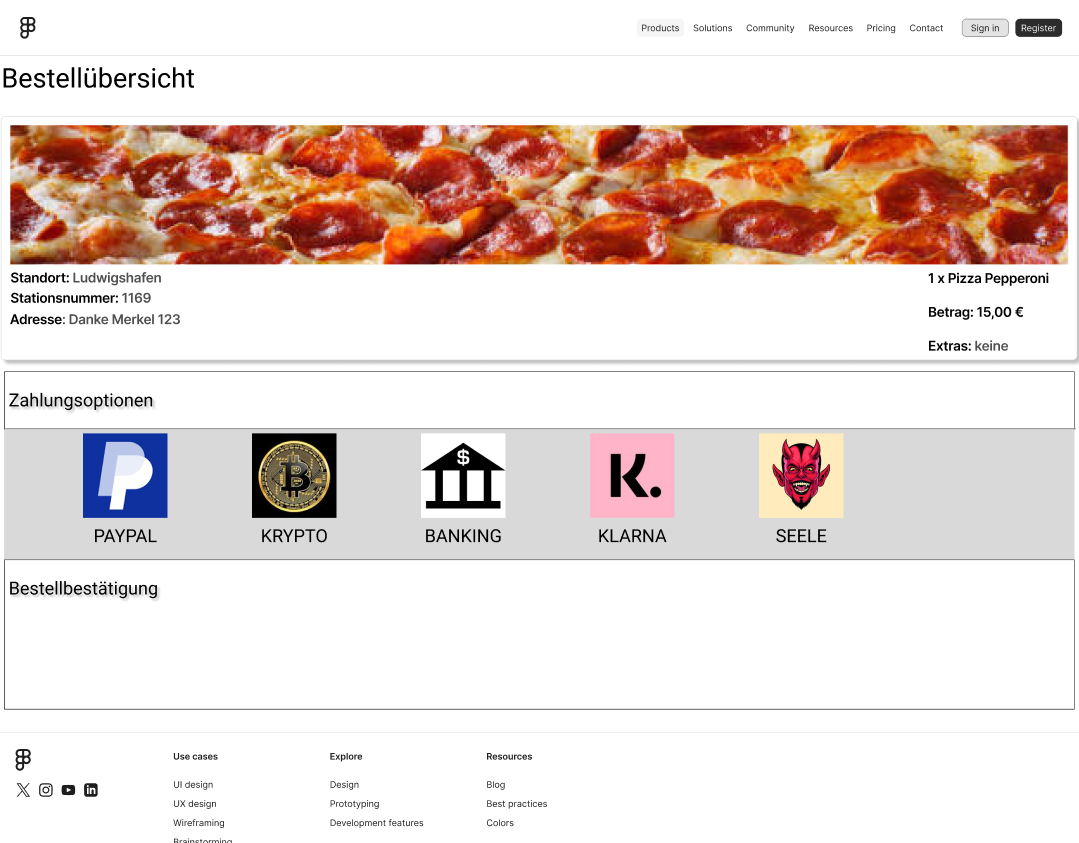 Products Solutions Community Resources Pricing Contact Sign in Register
Bestellübersicht
Standort: Ludwigshafen
Stationsnummer: 1169
Adresse: Danke Merkel 123
1 x Pizza Pepperoni
Betrag: 15,00 €
Extras: keine
Zahlungsoptionen
PAYPAL KRYPTO BANKING KLARNA SEELE
Bestellbestätigung
Use cases Explore Resources
UI design Design Blog
UX design Prototyping Best practices
Wireframing Development features Colors
Brainstorming